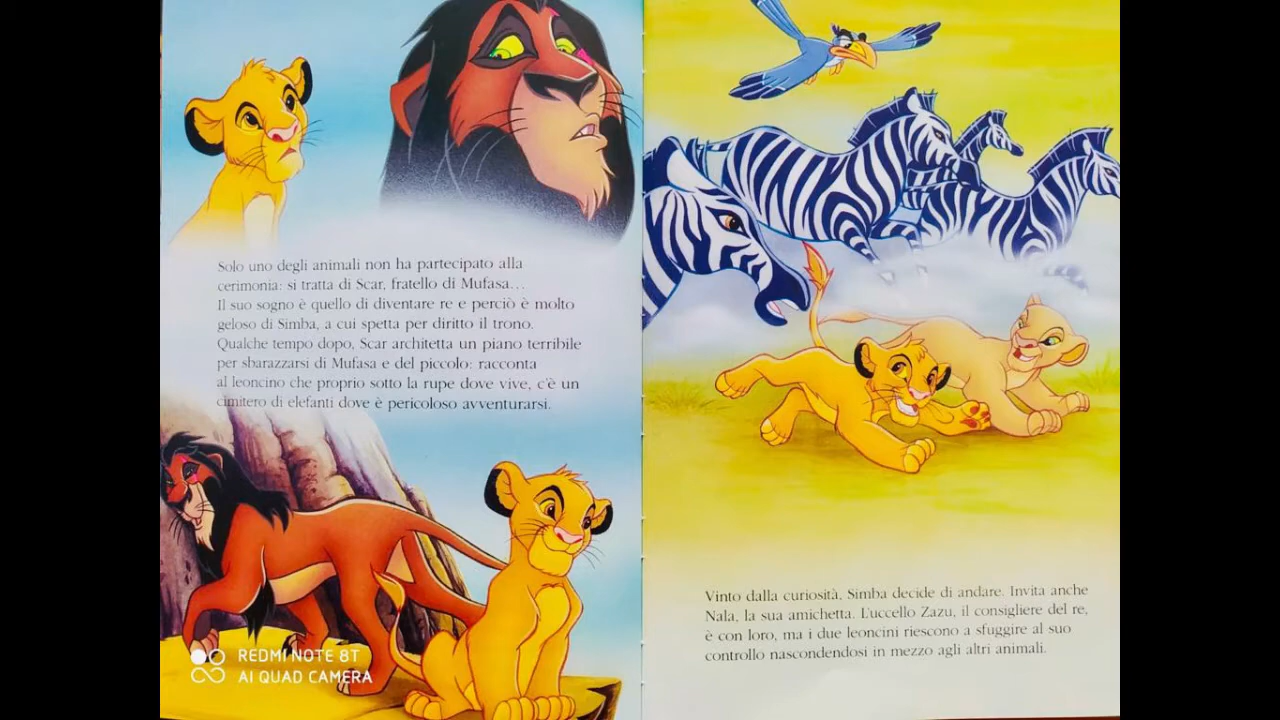 Solo uno degli animali non ha partecipato alla
cerimonia: si tratta di Scar, fratello di Mufasa...
Il suo sogno è quello di diventare re e perciò è molto
geloso di Simba, a cui spetta per diritto il trono.
Qualche tempo dopo, Scar architetta un piano terribile
per sbarazzarsi di Mufasa e del piccolo: racconta
al leoncino che proprio sotto la rupe dove vive, c'è un
cimitero di elefanti dove è pericoloso avventurarsi.
REDMI NOTE 8T
AI QUAD CAMERA
Vinto dalla curiosità, Simba decide di andare. Invita anche
Nala, la sua amichetta. L'uccello Zazu, il consigliere del re,
è con loro, ma i due leoncini riescono a sfuggire al suo
controllo nascondendosi in mezzo agli altri animali.